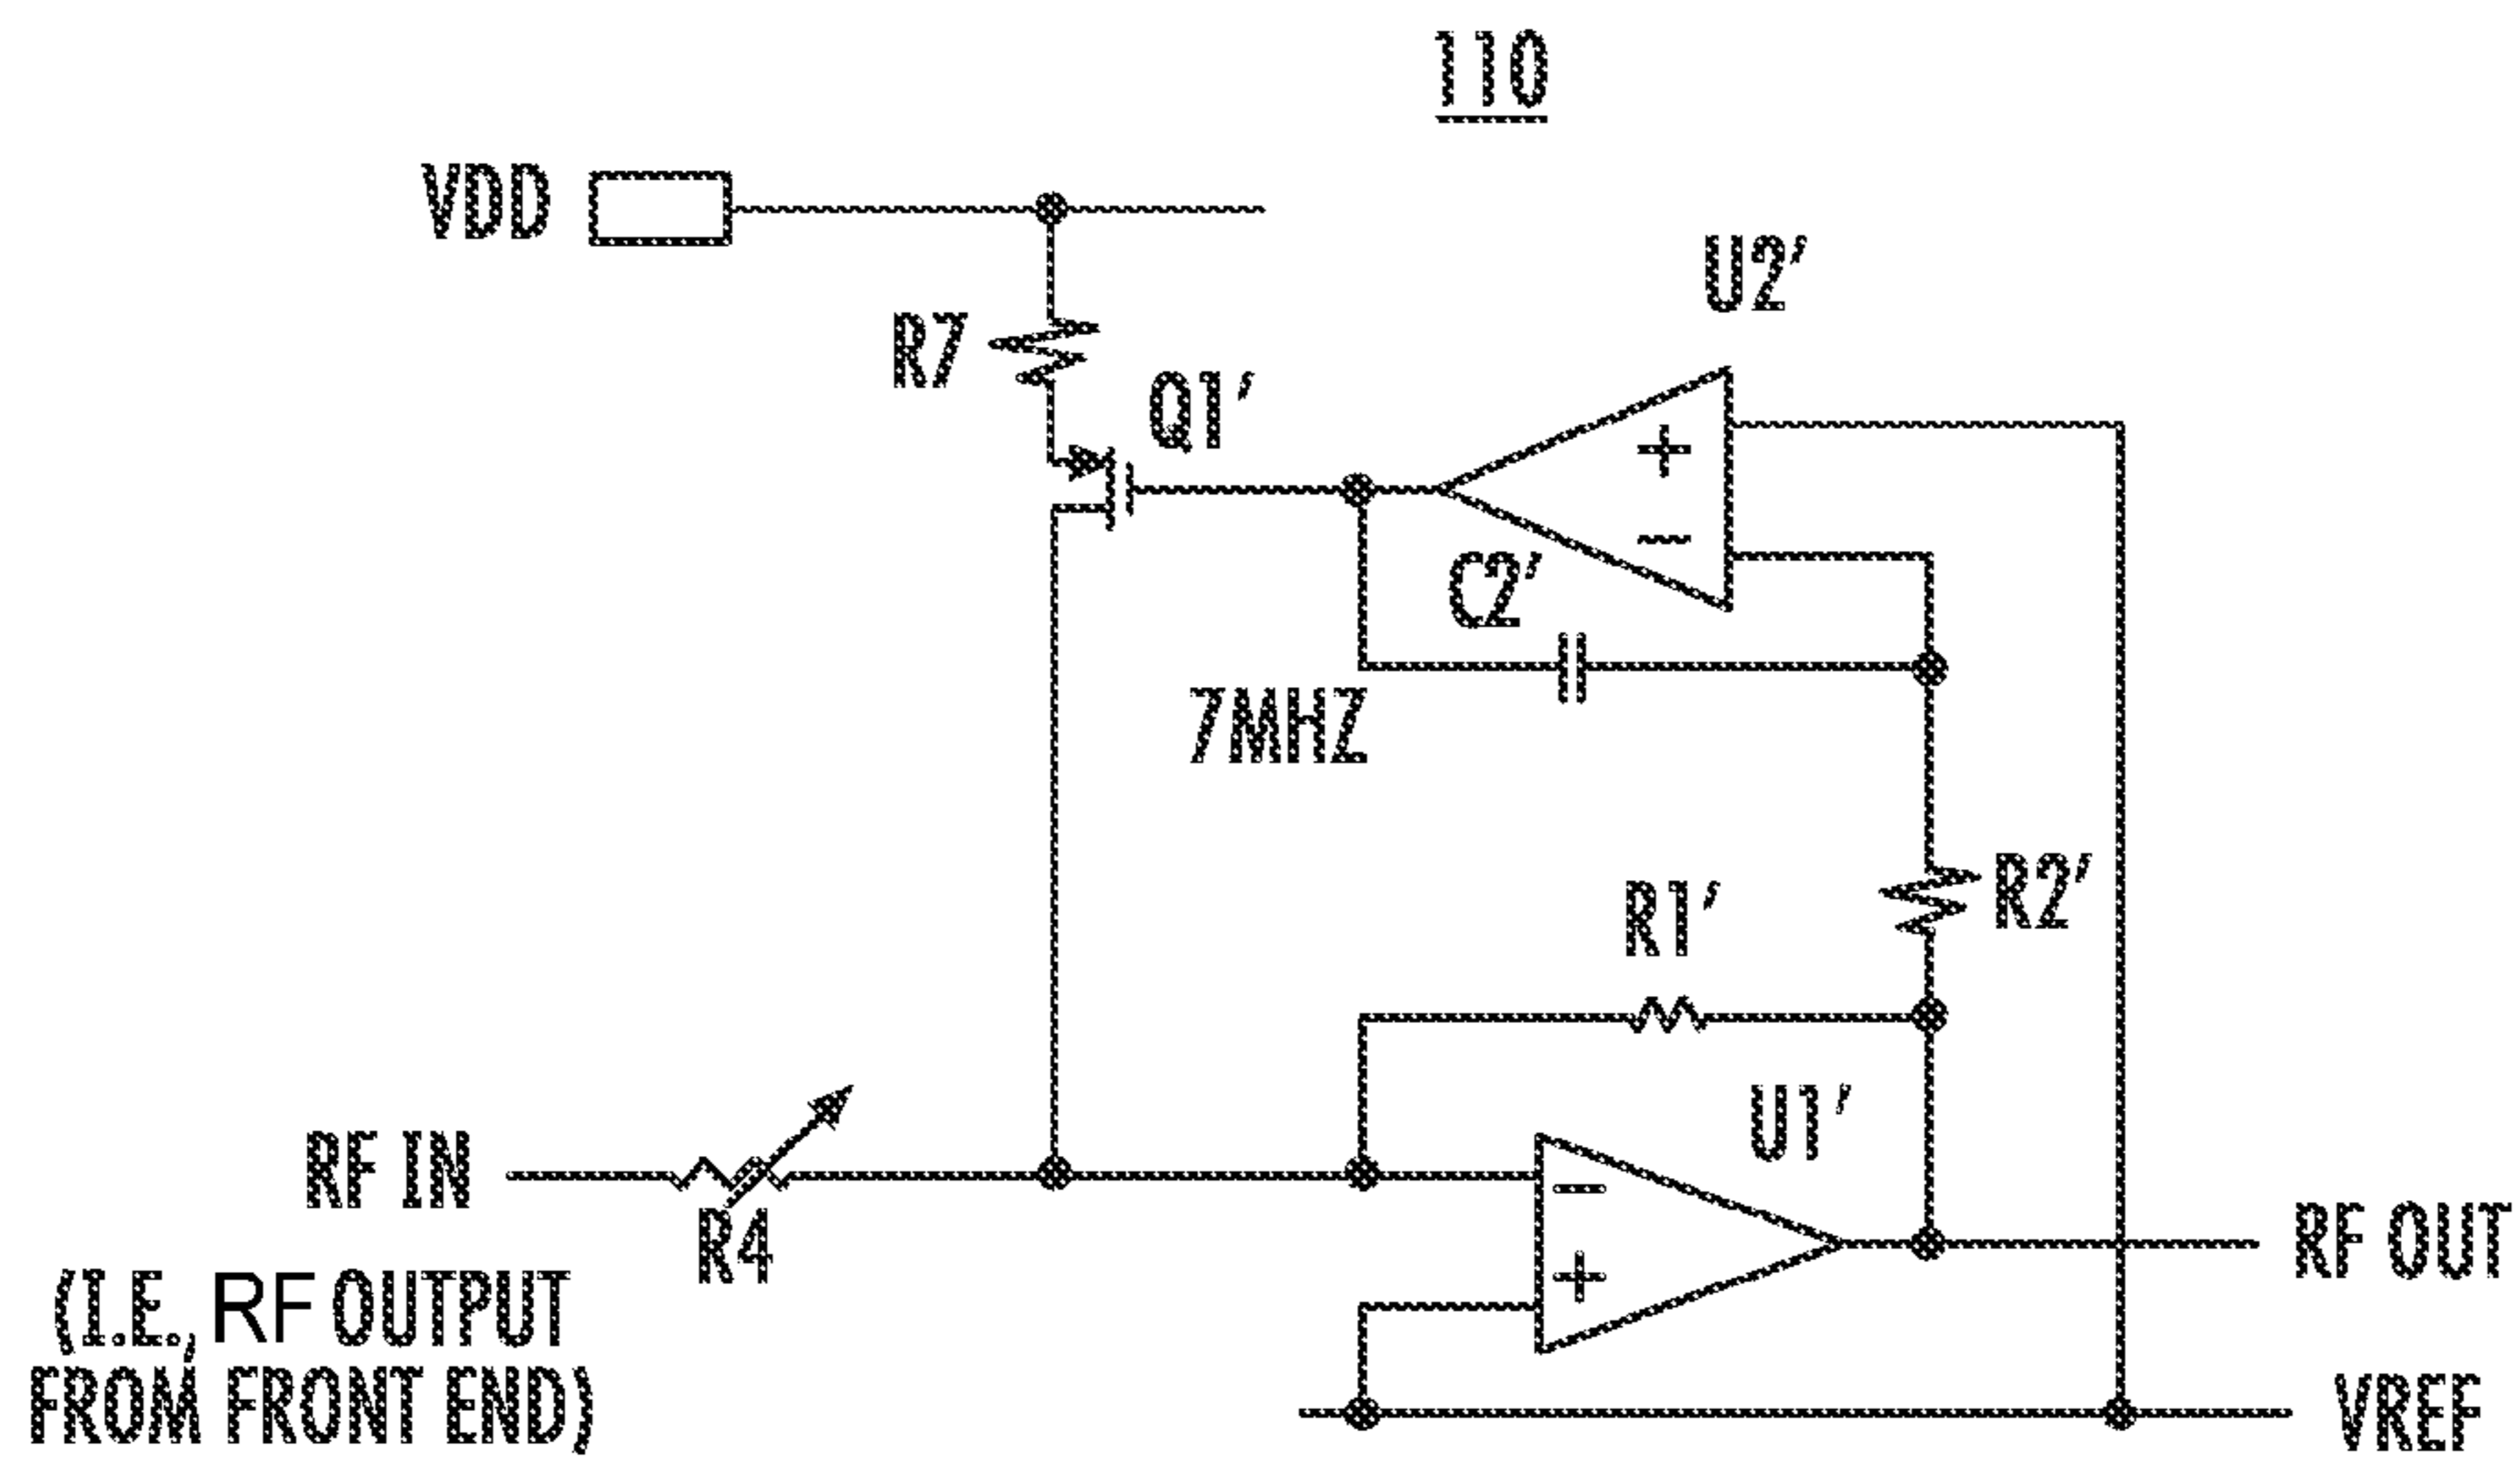 110
VDD
U2′
R7
Q1′
+
−
C2′
7MHZ
R2′
R1′
U1′
RF IN
−
R4
+
RF OUT
(I.E., RF OUTPUT
FROM FRONT END)
VREF